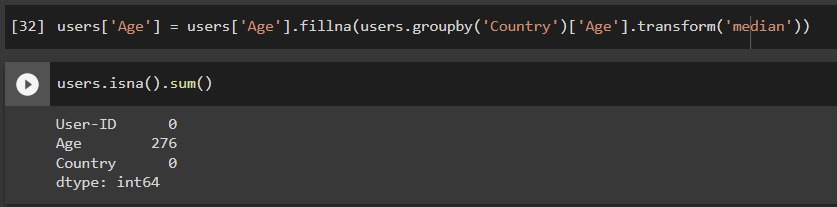 [32] users['Age'] = users['Age'].fillna(users.groupby('Country')['Age'].transform('median'))
users.isna().sum()
User-ID      0
Age        276
Country      0
dtype: int64